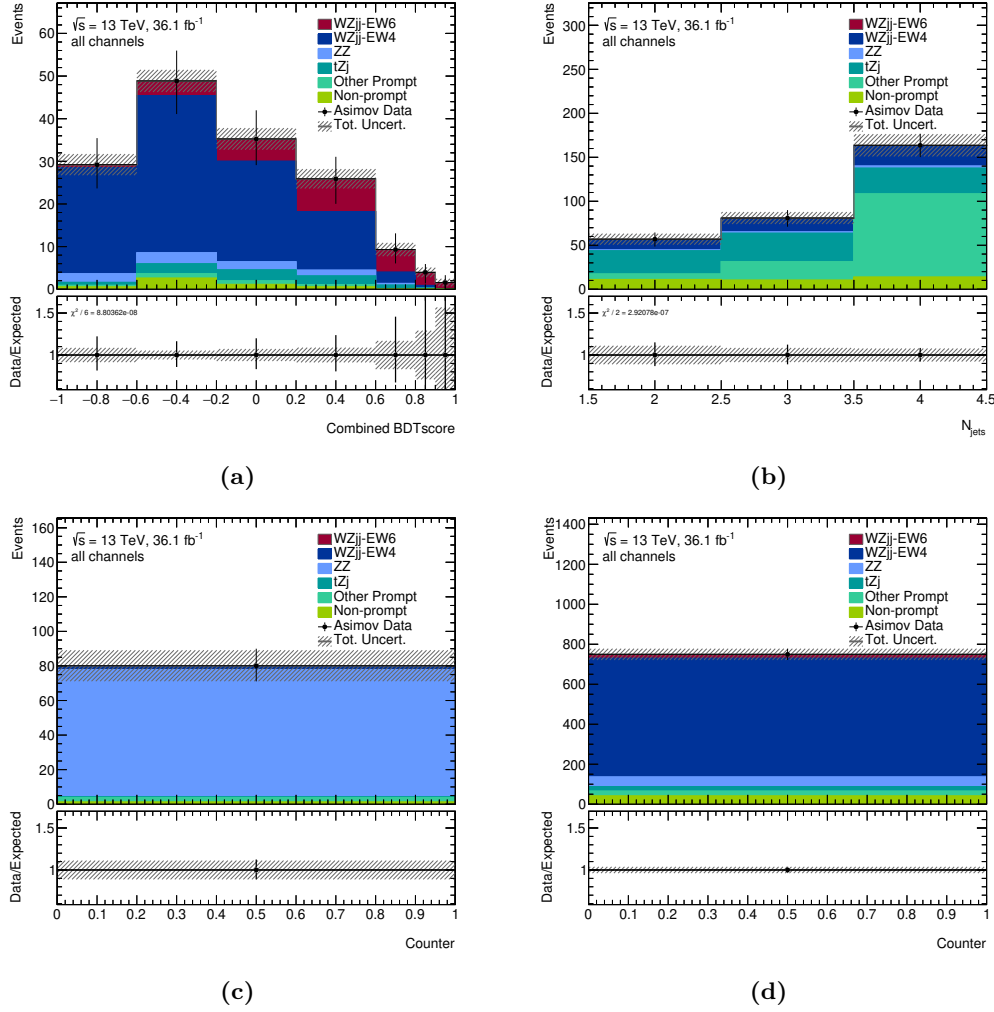 Events
60
50
40
30
20
10
0
√s = 13 TeV, 36.1 fb⁻¹
all channels
WZjj-EW6
WZjj-EW4
ZZ
tZj
Other Prompt
Non-prompt
Asimov Data
Tot. Uncert.
Data/Expected
1.5
1
χ² / 6 = 8.80362e-08
−1 −0.8 −0.6 −0.4 −0.2 0 0.2 0.4 0.6 0.8 1
Combined BDTscore
(a)
Events
300
250
200
150
100
50
0
√s = 13 TeV, 36.1 fb⁻¹
all channels
WZjj-EW6
WZjj-EW4
ZZ
tZj
Other Prompt
Non-prompt
Asimov Data
Tot. Uncert.
Data/Expected
1.5
1
χ² / 2 = 2.92078e-07
1.5 2 2.5 3 3.5 4 4.5
N_jets
(b)
Events
160
140
120
100
80
60
40
20
0
√s = 13 TeV, 36.1 fb⁻¹
all channels
WZjj-EW6
WZjj-EW4
ZZ
tZj
Other Prompt
Non-prompt
Asimov Data
Tot. Uncert.
Data/Expected
1.5
1
0 0.1 0.2 0.3 0.4 0.5 0.6 0.7 0.8 0.9 1
Counter
(c)
Events
1400
1200
1000
800
600
400
200
0
√s = 13 TeV, 36.1 fb⁻¹
all channels
WZjj-EW6
WZjj-EW4
ZZ
tZj
Other Prompt
Non-prompt
Asimov Data
Tot. Uncert.
Data/Expected
1.5
1
0 0.1 0.2 0.3 0.4 0.5 0.6 0.7 0.8 0.9 1
Counter
(d)